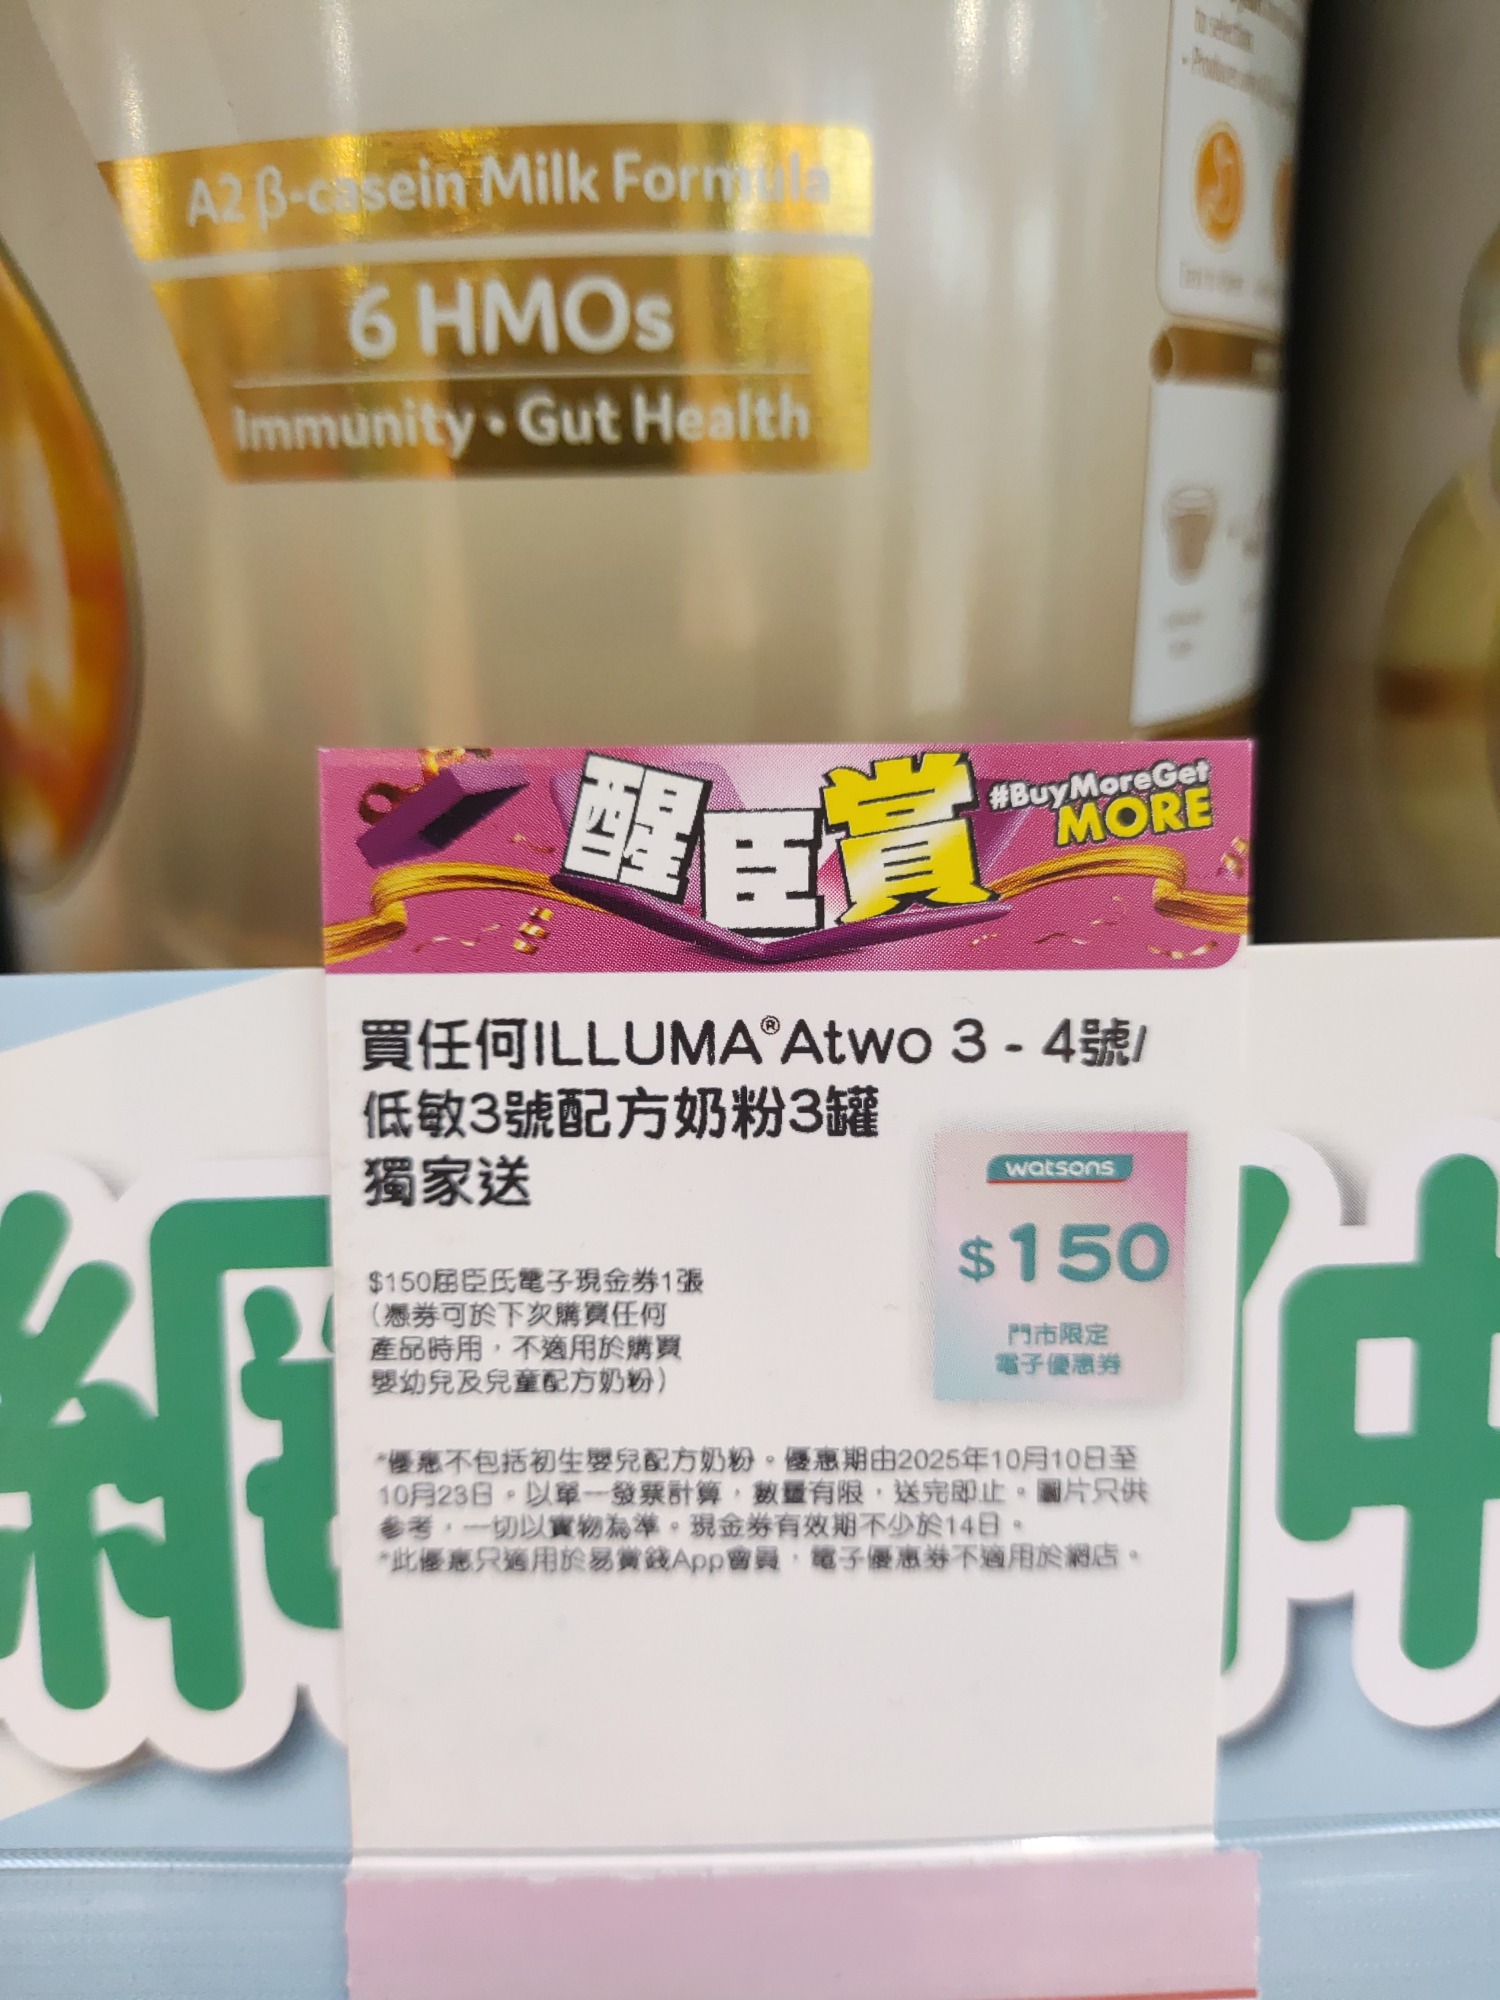 to selection
A2 β-casein Milk Formula
6 HMOs
Immunity • Gut Health
醒臣賞
#BuyMoreGet
MORE
買任何ILLUMA®Atwo 3 - 4號/
低敏3號配方奶粉3罐
獨家送
watsons
$150
門市限定
電子優惠券
$150屈臣氏電子現金券1張
(憑券可於下次購買任何
產品時用，不適用於購買
嬰幼兒及兒童配方奶粉)
*優惠不包括初生嬰兒配方奶粉。優惠期由2025年10月10日至
10月23日。以單一發票計算，數量有限，送完即止。圖片只供
參考，一切以實物為準。現金券有效期不少於14日。
*此優惠只適用於易賞錢App會員，電子優惠券不適用於網店。